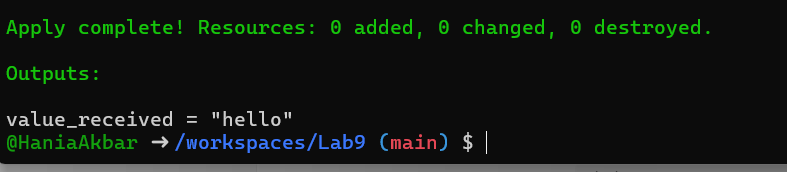 Apply complete! Resources: 0 added, 0 changed, 0 destroyed.
Outputs:
value_received = "hello"
@HaniaAkbar ➜ /workspaces/Lab9 (main) $